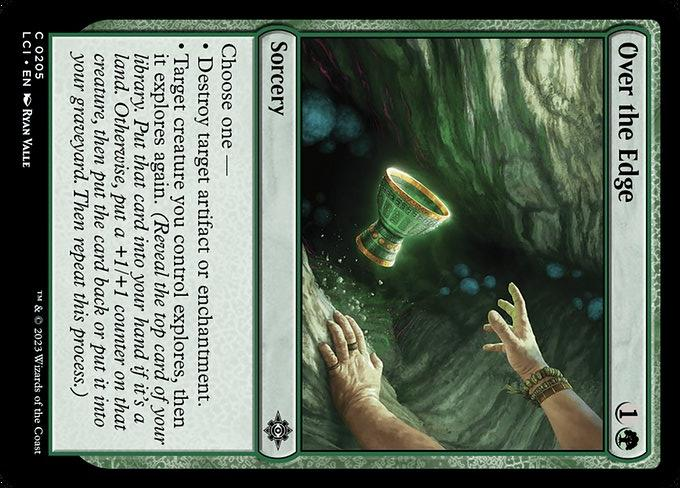 Over the Edge 1
Sorcery
Choose one —
• Destroy target artifact or enchantment.
• Target creature you control explores, then
it explores again. (Reveal the top card of your
library. Put that card into your hand if it's a
land. Otherwise, put a +1/+1 counter on that
creature, then put the card back or put it into
your graveyard. Then repeat this process.)
C 0205
LCI • EN RYAN VALLE
™ & © 2023 Wizards of the Coast